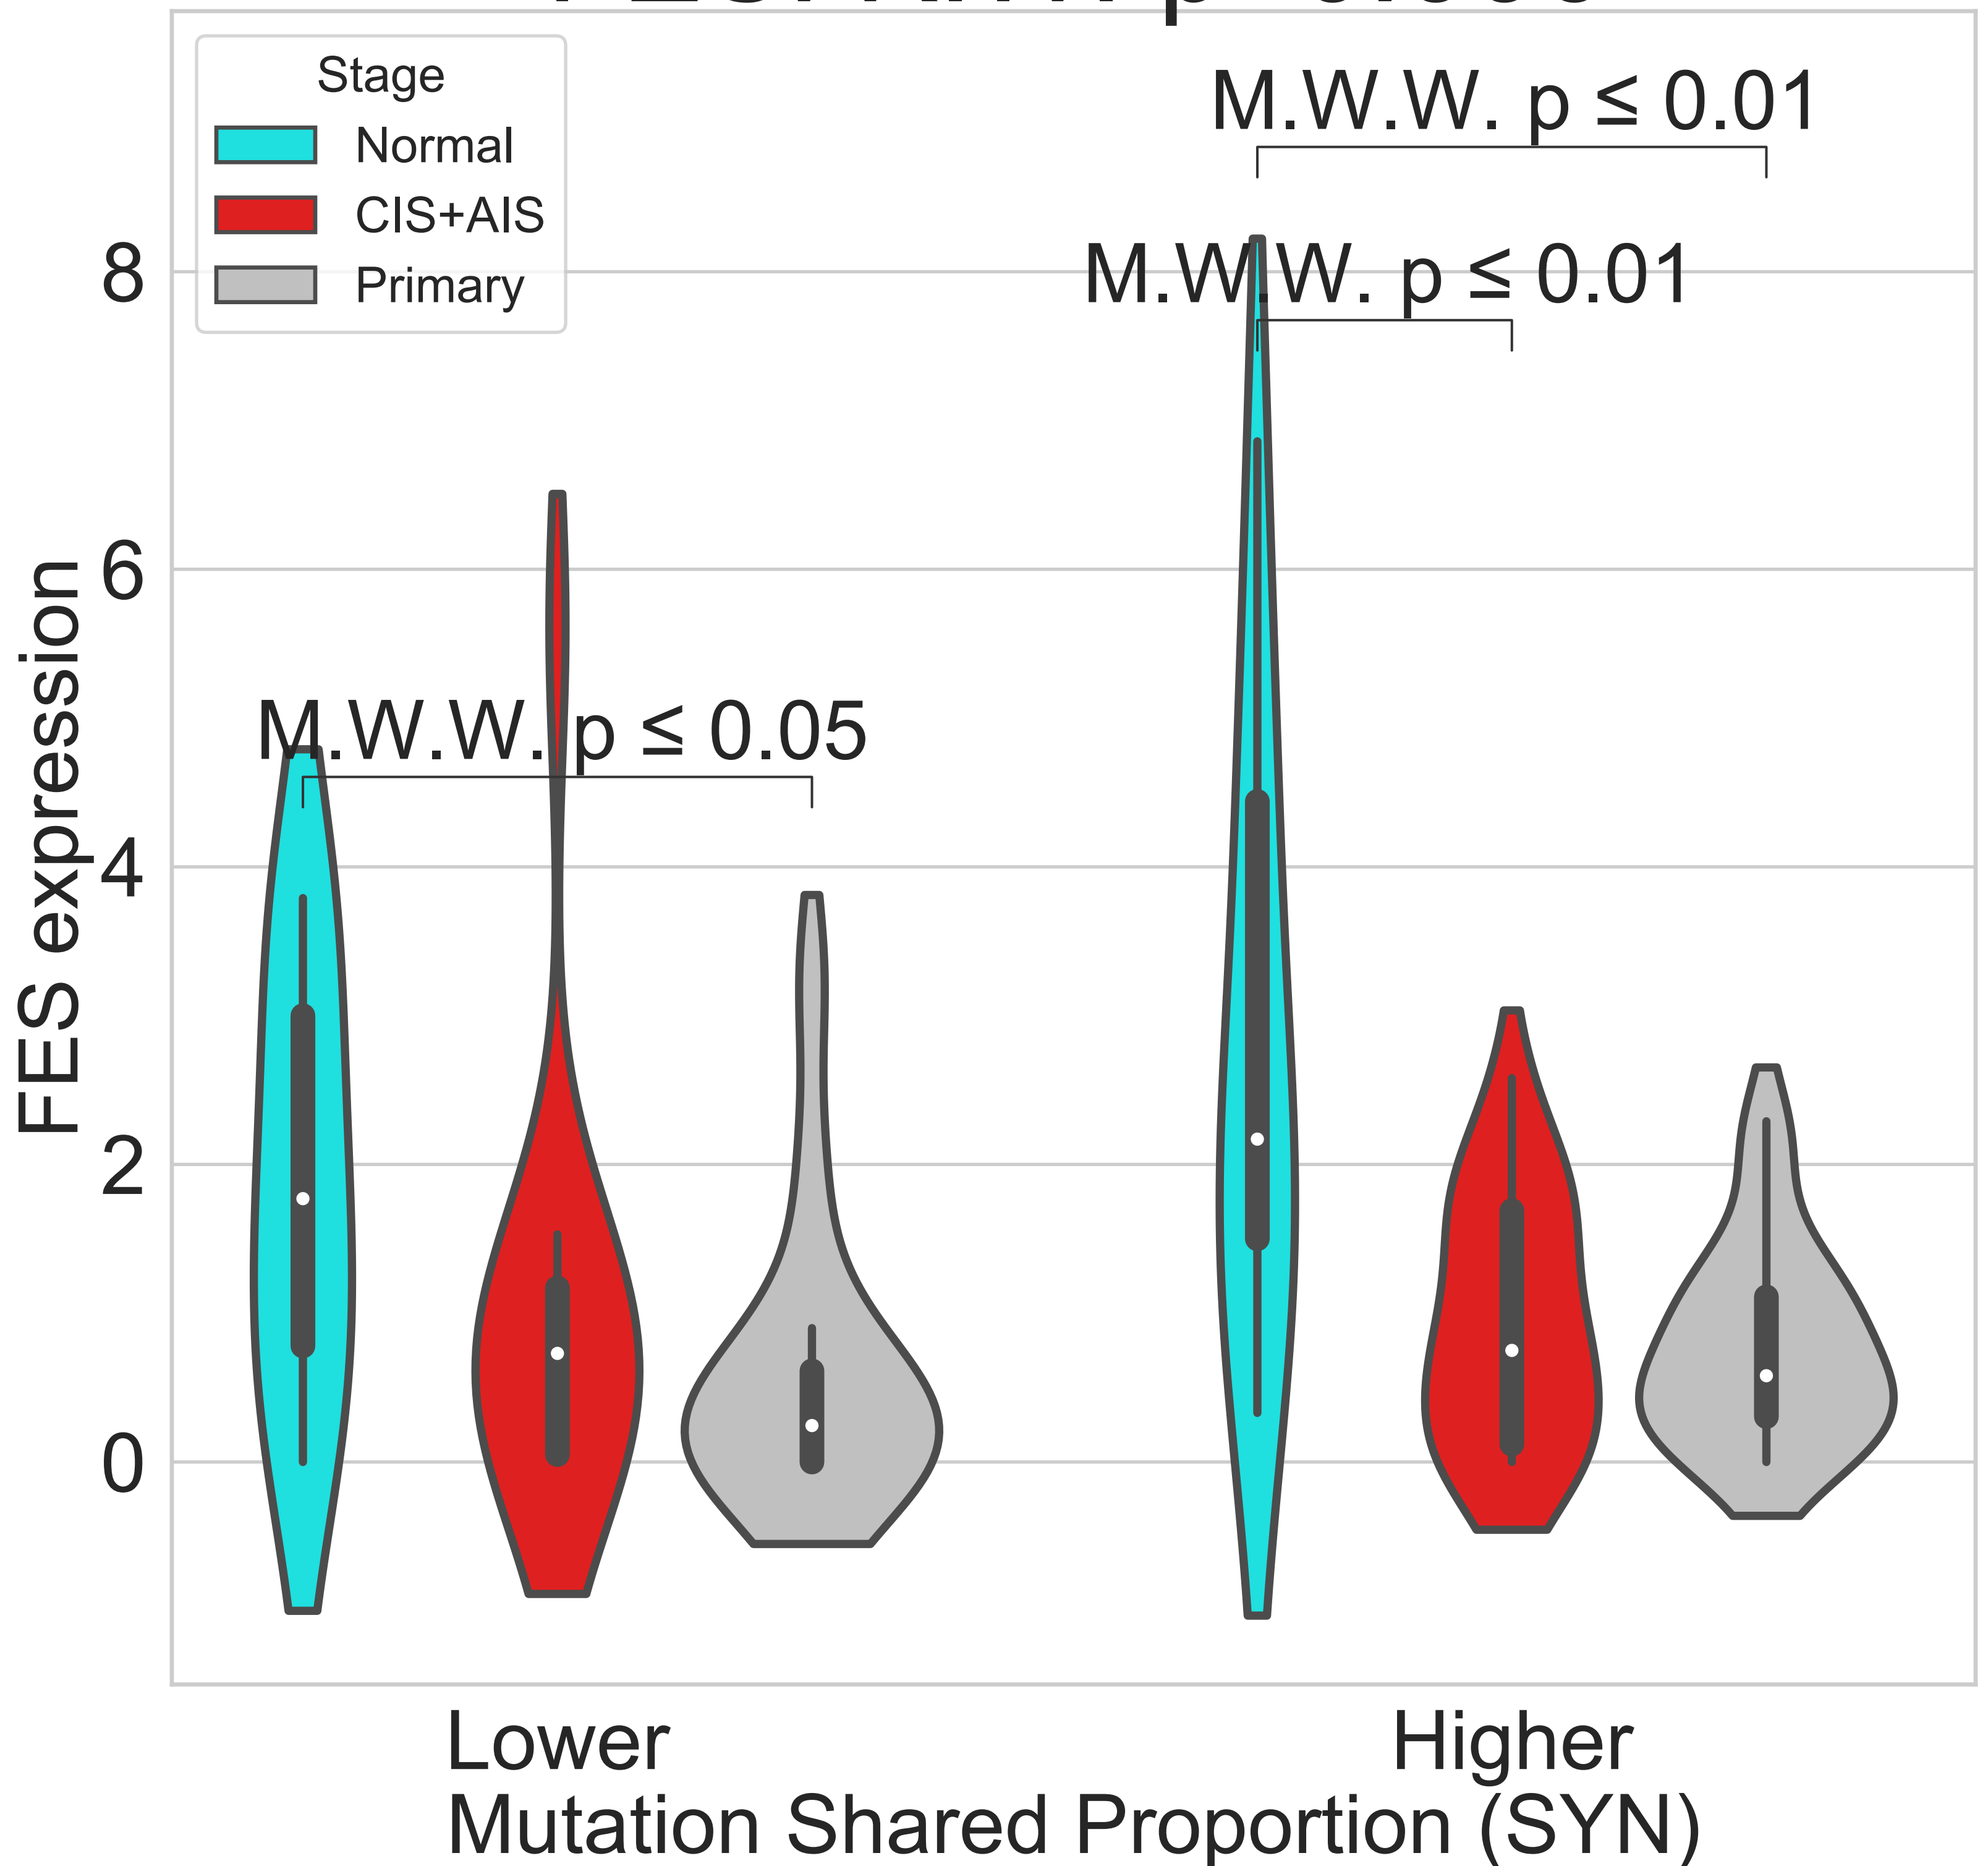 Stage
Normal
CIS+AIS
Primary
M.W.W. p ≤ 0.01
M.W.W. p ≤ 0.01
M.W.W. p ≤ 0.05
8
6
4
2
0
FES expression
Lower
Higher
Mutation Shared Proportion (SYN)